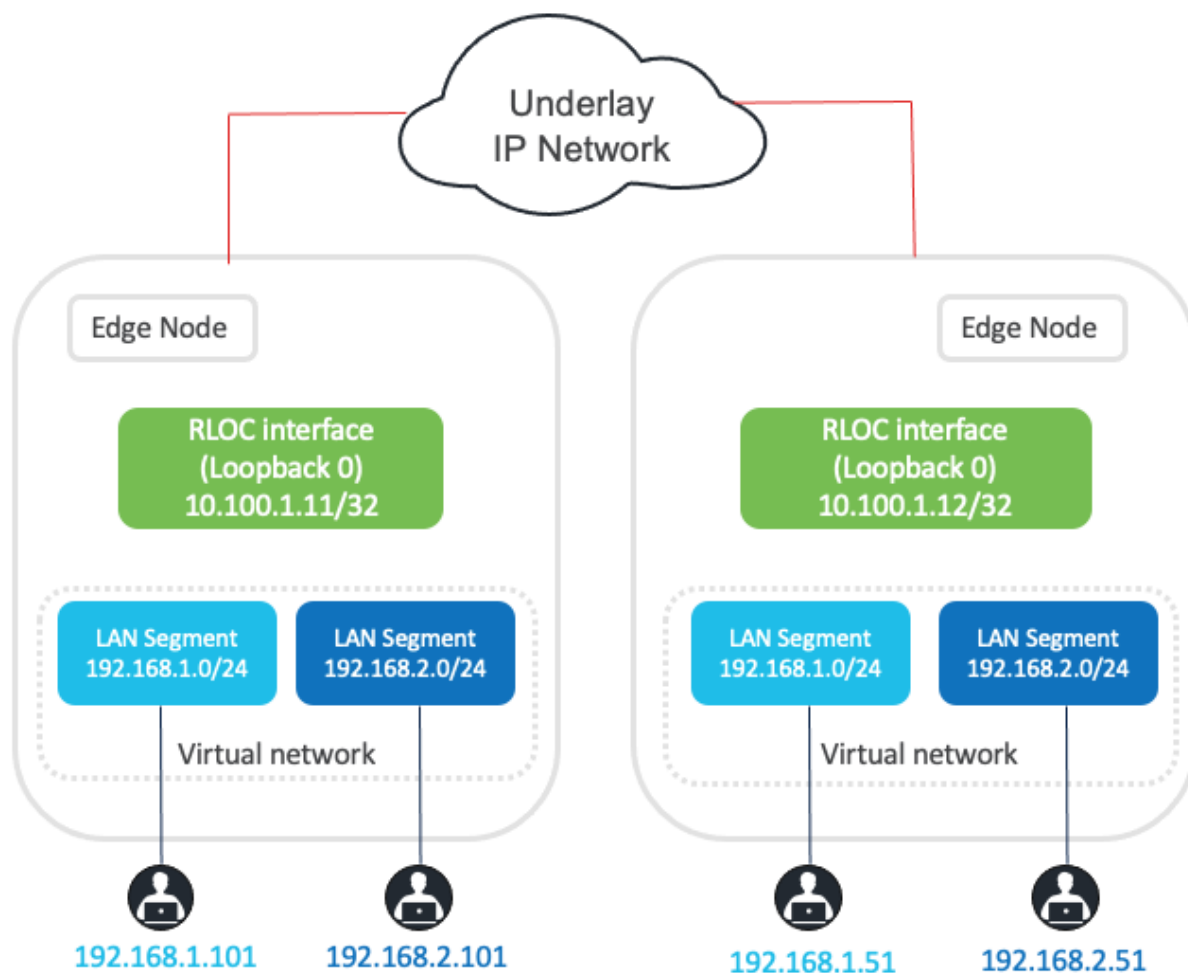 Underlay
IP Network
Edge Node
RLOC interface
(Loopback 0)
10.100.1.11/32
LAN Segment
192.168.1.0/24
LAN Segment
192.168.2.0/24
Virtual network
192.168.1.101
192.168.2.101
Edge Node
RLOC interface
(Loopback 0)
10.100.1.12/32
LAN Segment
192.168.1.0/24
LAN Segment
192.168.2.0/24
Virtual network
192.168.1.51
192.168.2.51